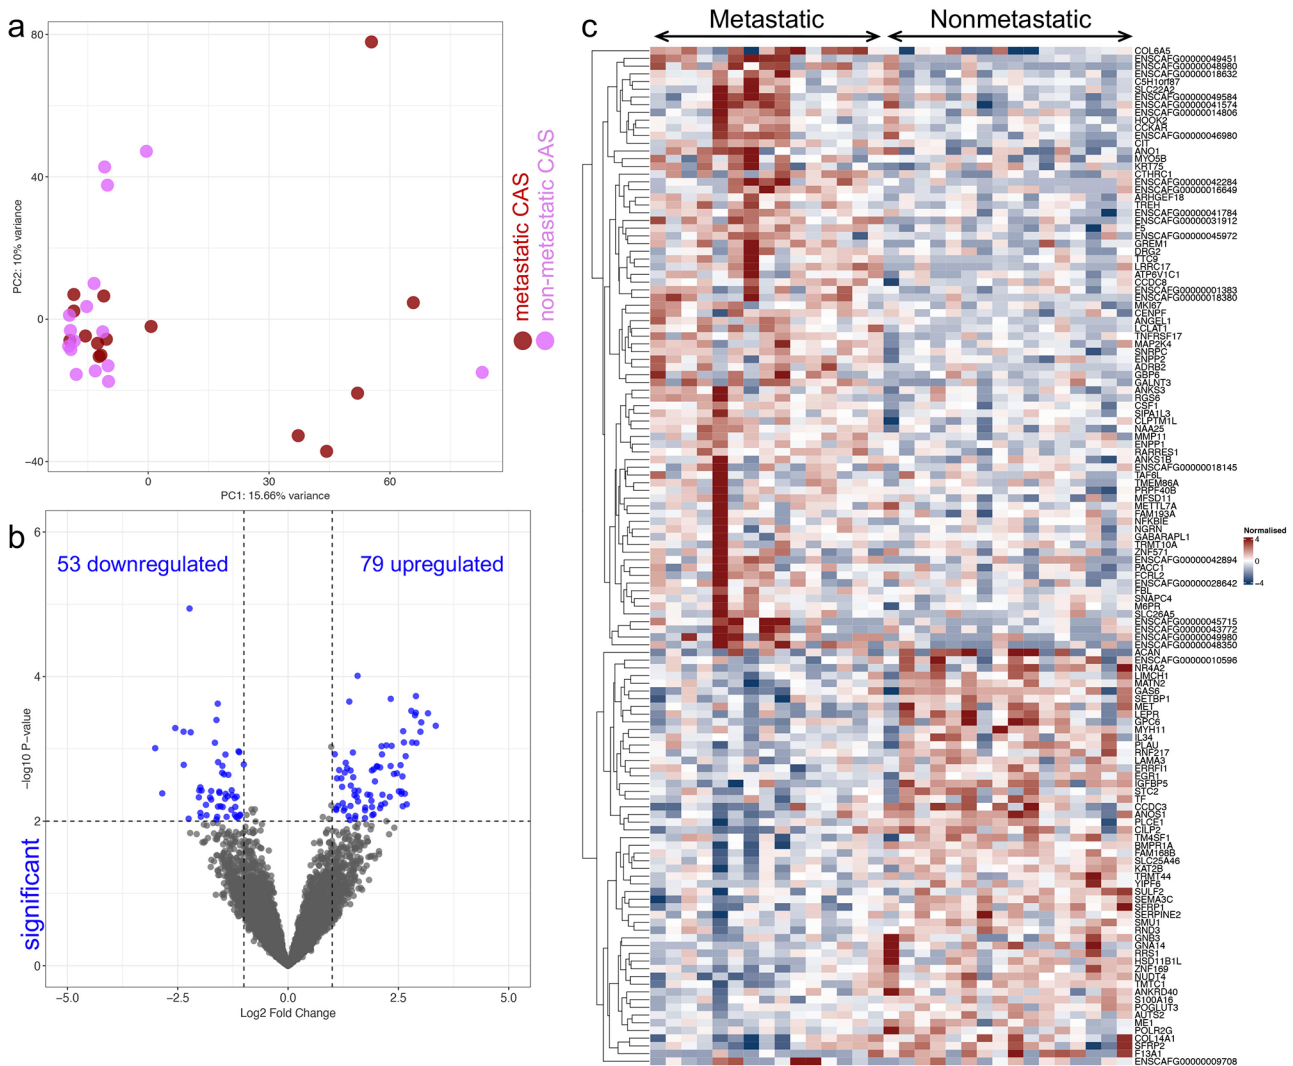 a
80
40
0
−40
0
30
60
PC2: 10% variance
PC1: 15.66% variance
metastatic CAS
non-metastatic CAS
b
53 downregulated
79 upregulated
6
4
2
0
−5.0
−2.5
0.0
2.5
5.0
−log10 P−value
Log2 Fold Change
significant
c
Metastatic
Nonmetastatic
COL6A5
ENSCAFG00000049451
ENSCAFG00000048980
ENSCAFG00000018632
C5H1orf87
SLC22A2
ENSCAFG00000049584
ENSCAFG00000041574
ENSCAFG00000014806
HOOK2
CCKAR
ENSCAFG00000046980
CIT
ANO1
MYO5B
KRT75
CTHRC1
ENSCAFG00000042284
ENSCAFG00000016649
ARHGEF18
TREH
ENSCAFG00000041784
ENSCAFG00000031912
F5
ENSCAFG00000045972
GREM1
DRG2
TTC9
LRRC17
ATP6V1C1
CCDC8
ENSCAFG00000001383
ENSCAFG00000018380
MKI67
CENPF
ANGEL1
LCLAT1
TNFRSF17
MAP2K4
SNRPC
ENPP2
ADRB2
GBP6
GALNT3
ANKS3
RGS6
CSF1
SIPA1L3
CLPTM1L
NAA25
MMP11
ENPP1
RARRES1
ANKS1B
ENSCAFG00000018145
TAF6L
TMEM86A
PRPF40B
MFSD11
METTL7A
FAM193A
NFKBIE
NGRN
GABARAPL1
TRMT10A
ZNF571
ENSCAFG00000042894
PACC1
FCRL2
ENSCAFG00000028642
FBL
SNAPC4
M6PR
SLC26A5
ENSCAFG00000045715
ENSCAFG00000043772
ENSCAFG00000049980
ENSCAFG00000048350
ACAN
ENSCAFG00000010596
NR4A2
LIMCH1
MATN2
GAS6
SETBP1
MET
LEPR
GPC6
MYH11
IL34
PLAU
RNF217
LAMA3
ERRFI1
EGR1
IGFBP5
STC2
TF
CCDC3
ANOS1
PLCE1
CILP2
TM4SF1
BMPR1A
FAM168B
SLC25A46
KAT2B
TRMT44
YIPF6
SULF2
SEMA3C
SFRP1
SERPINE2
SMU1
RND3
GNB3
GNA14
RRS1
HSD11B1L
ZNF169
NUDT4
TMTC1
ANKRD40
S100A16
POGLUT3
AUTS2
ME1
POLR2G
COL14A1
SFRP2
F13A1
ENSCAFG00000009708
Normalised
4
0
−4